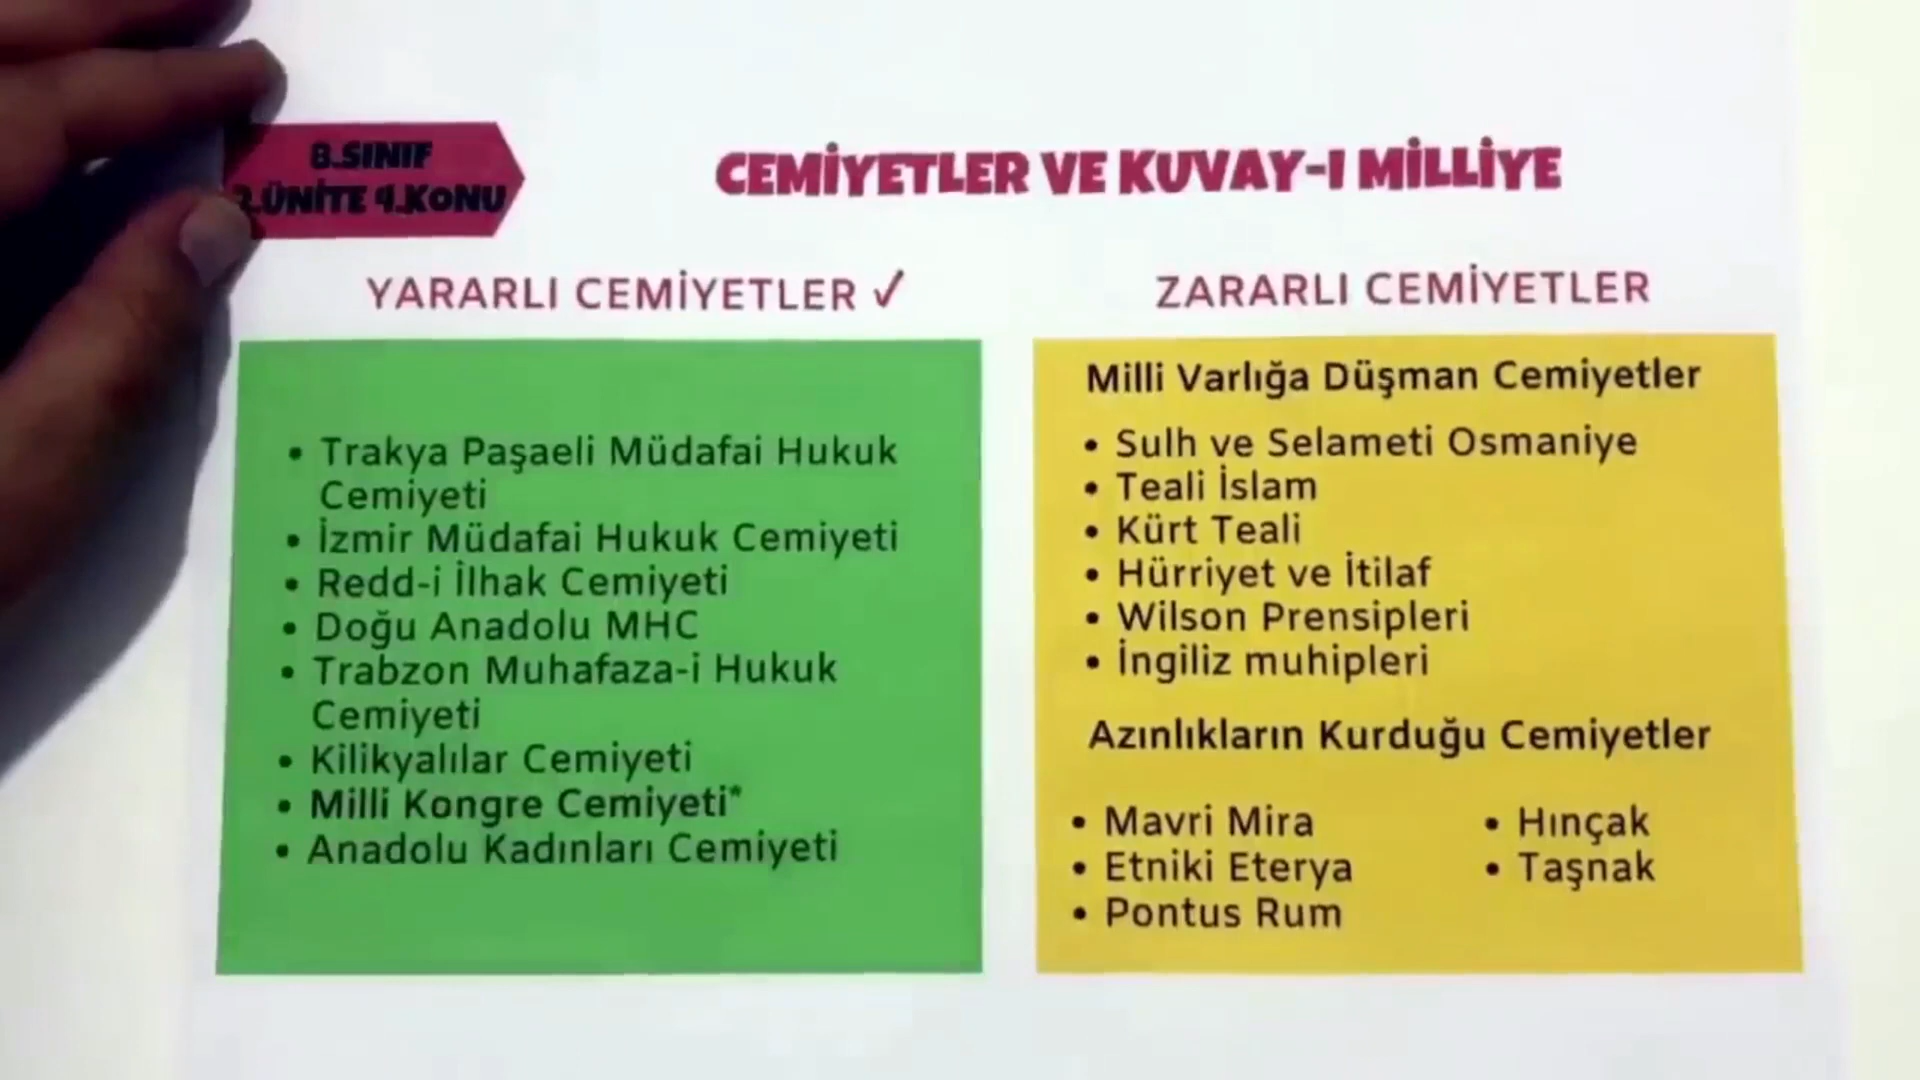 8.SINIF
2.ÜNİTE 4.KONU
CEMİYETLER VE KUVAY-I MİLLİYE
YARARLI CEMİYETLER ✓
• Trakya Paşaeli Müdafai Hukuk
Cemiyeti
• İzmir Müdafai Hukuk Cemiyeti
• Redd-i İlhak Cemiyeti
• Doğu Anadolu MHC
• Trabzon Muhafaza-i Hukuk
Cemiyeti
• Kilikyalılar Cemiyeti
• Milli Kongre Cemiyeti*
• Anadolu Kadınları Cemiyeti
ZARARLI CEMİYETLER
Milli Varlığa Düşman Cemiyetler
• Sulh ve Selameti Osmaniye
• Teali İslam
• Kürt Teali
• Hürriyet ve İtilaf
• Wilson Prensipleri
• İngiliz muhipleri
Azınlıkların Kurduğu Cemiyetler
• Mavri Mira
• Etniki Eterya
• Pontus Rum
• Hınçak
• Taşnak